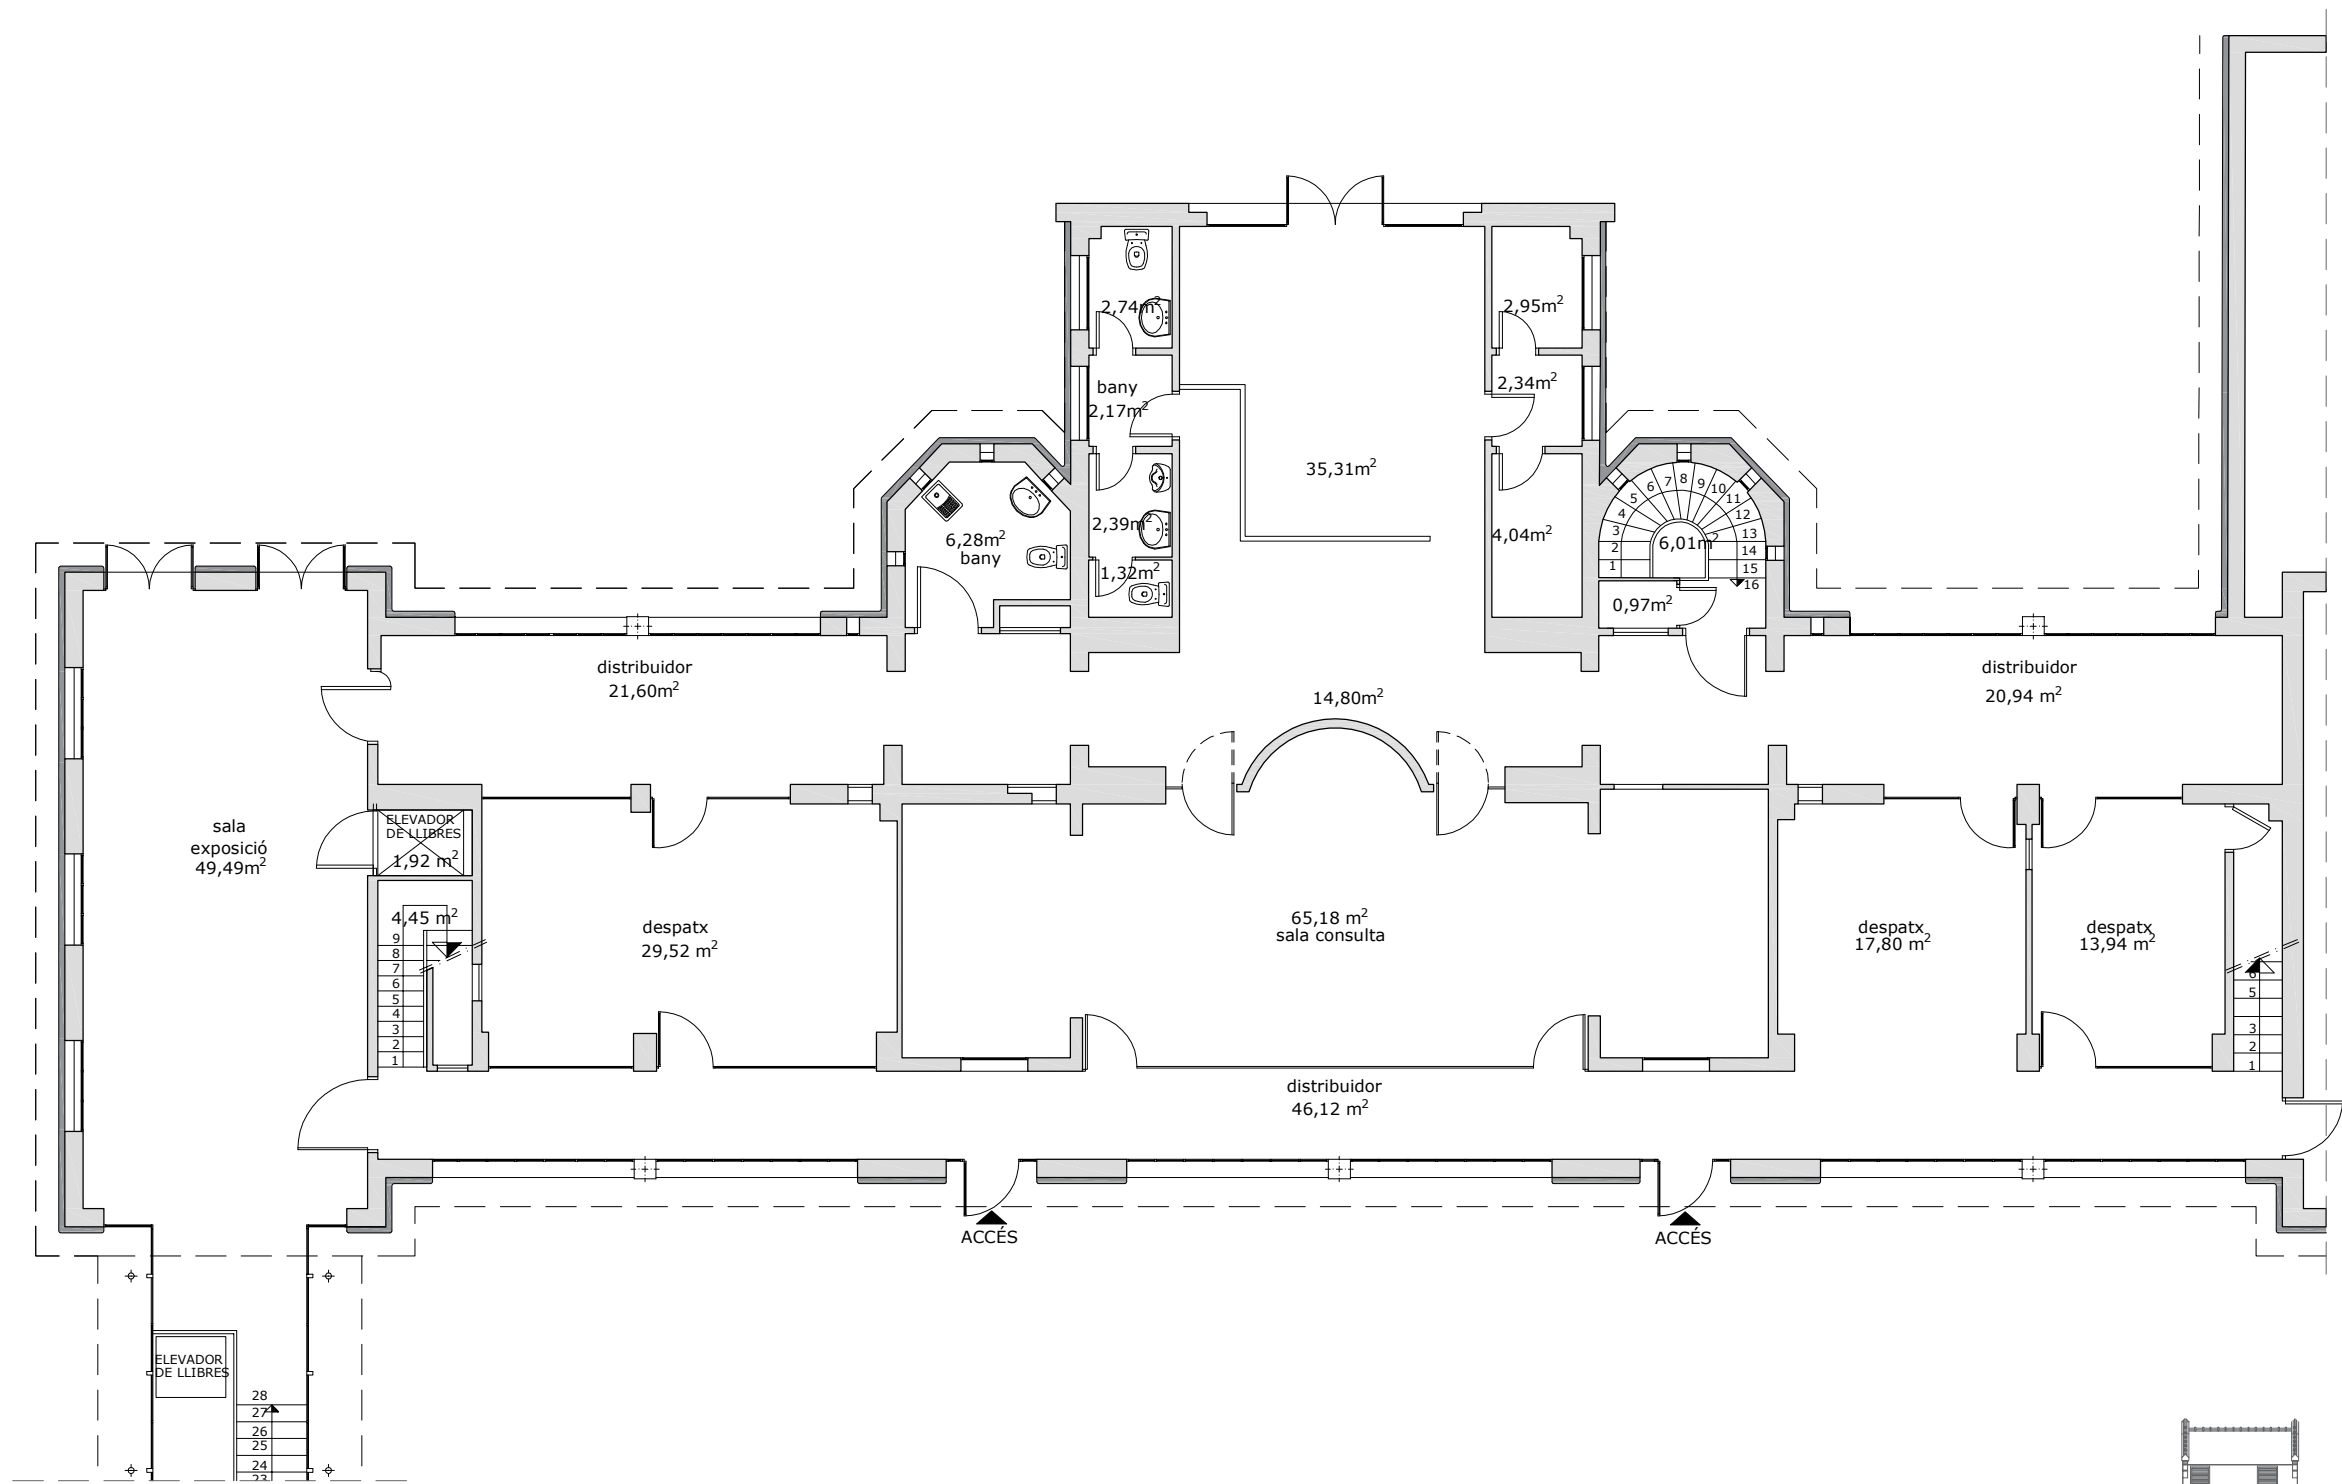 2,74m²
2,95m²
bany
2,17m²
2,34m²
35,31m²
2,39m²
4,04m²
6,28m²
bany
1,32m²
1
2
3
4
5
6
7
8
9
10
11
12
13
14
15
16
6,01m²
0,97m²
distribuidor
21,60m²
14,80m²
distribuidor
20,94 m²
sala
exposició
49,49m²
ELEVADOR
DE LLIBRES
1,92 m²
4,45 m²
9
8
7
6
5
4
3
2
1
despatx
29,52 m²
65,18 m²
sala consulta
despatx
17,80 m²
despatx
13,94 m²
6
5
3
2
1
distribuidor
46,12 m²
ACCÉS
ACCÉS
ELEVADOR
DE LLIBRES
28
27
26
25
24
23